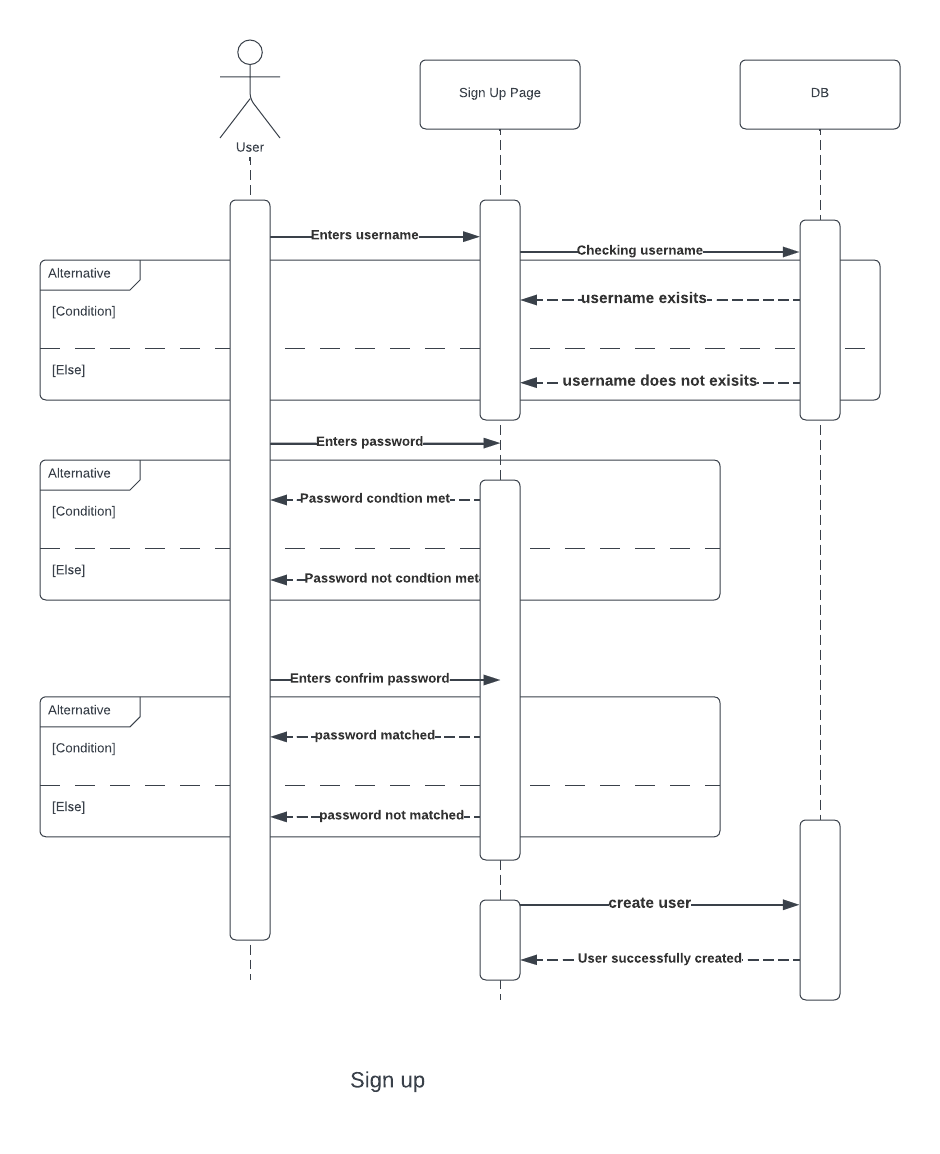 User
Sign Up Page
DB
Enters username
Checking username
Alternative
[Condition]
username exisits
[Else]
username does not exisits
Enters password
Alternative
[Condition]
Password condtion met
[Else]
Password not condtion met
Enters confrim password
Alternative
[Condition]
password matched
[Else]
password not matched
create user
User successfully created
Sign up